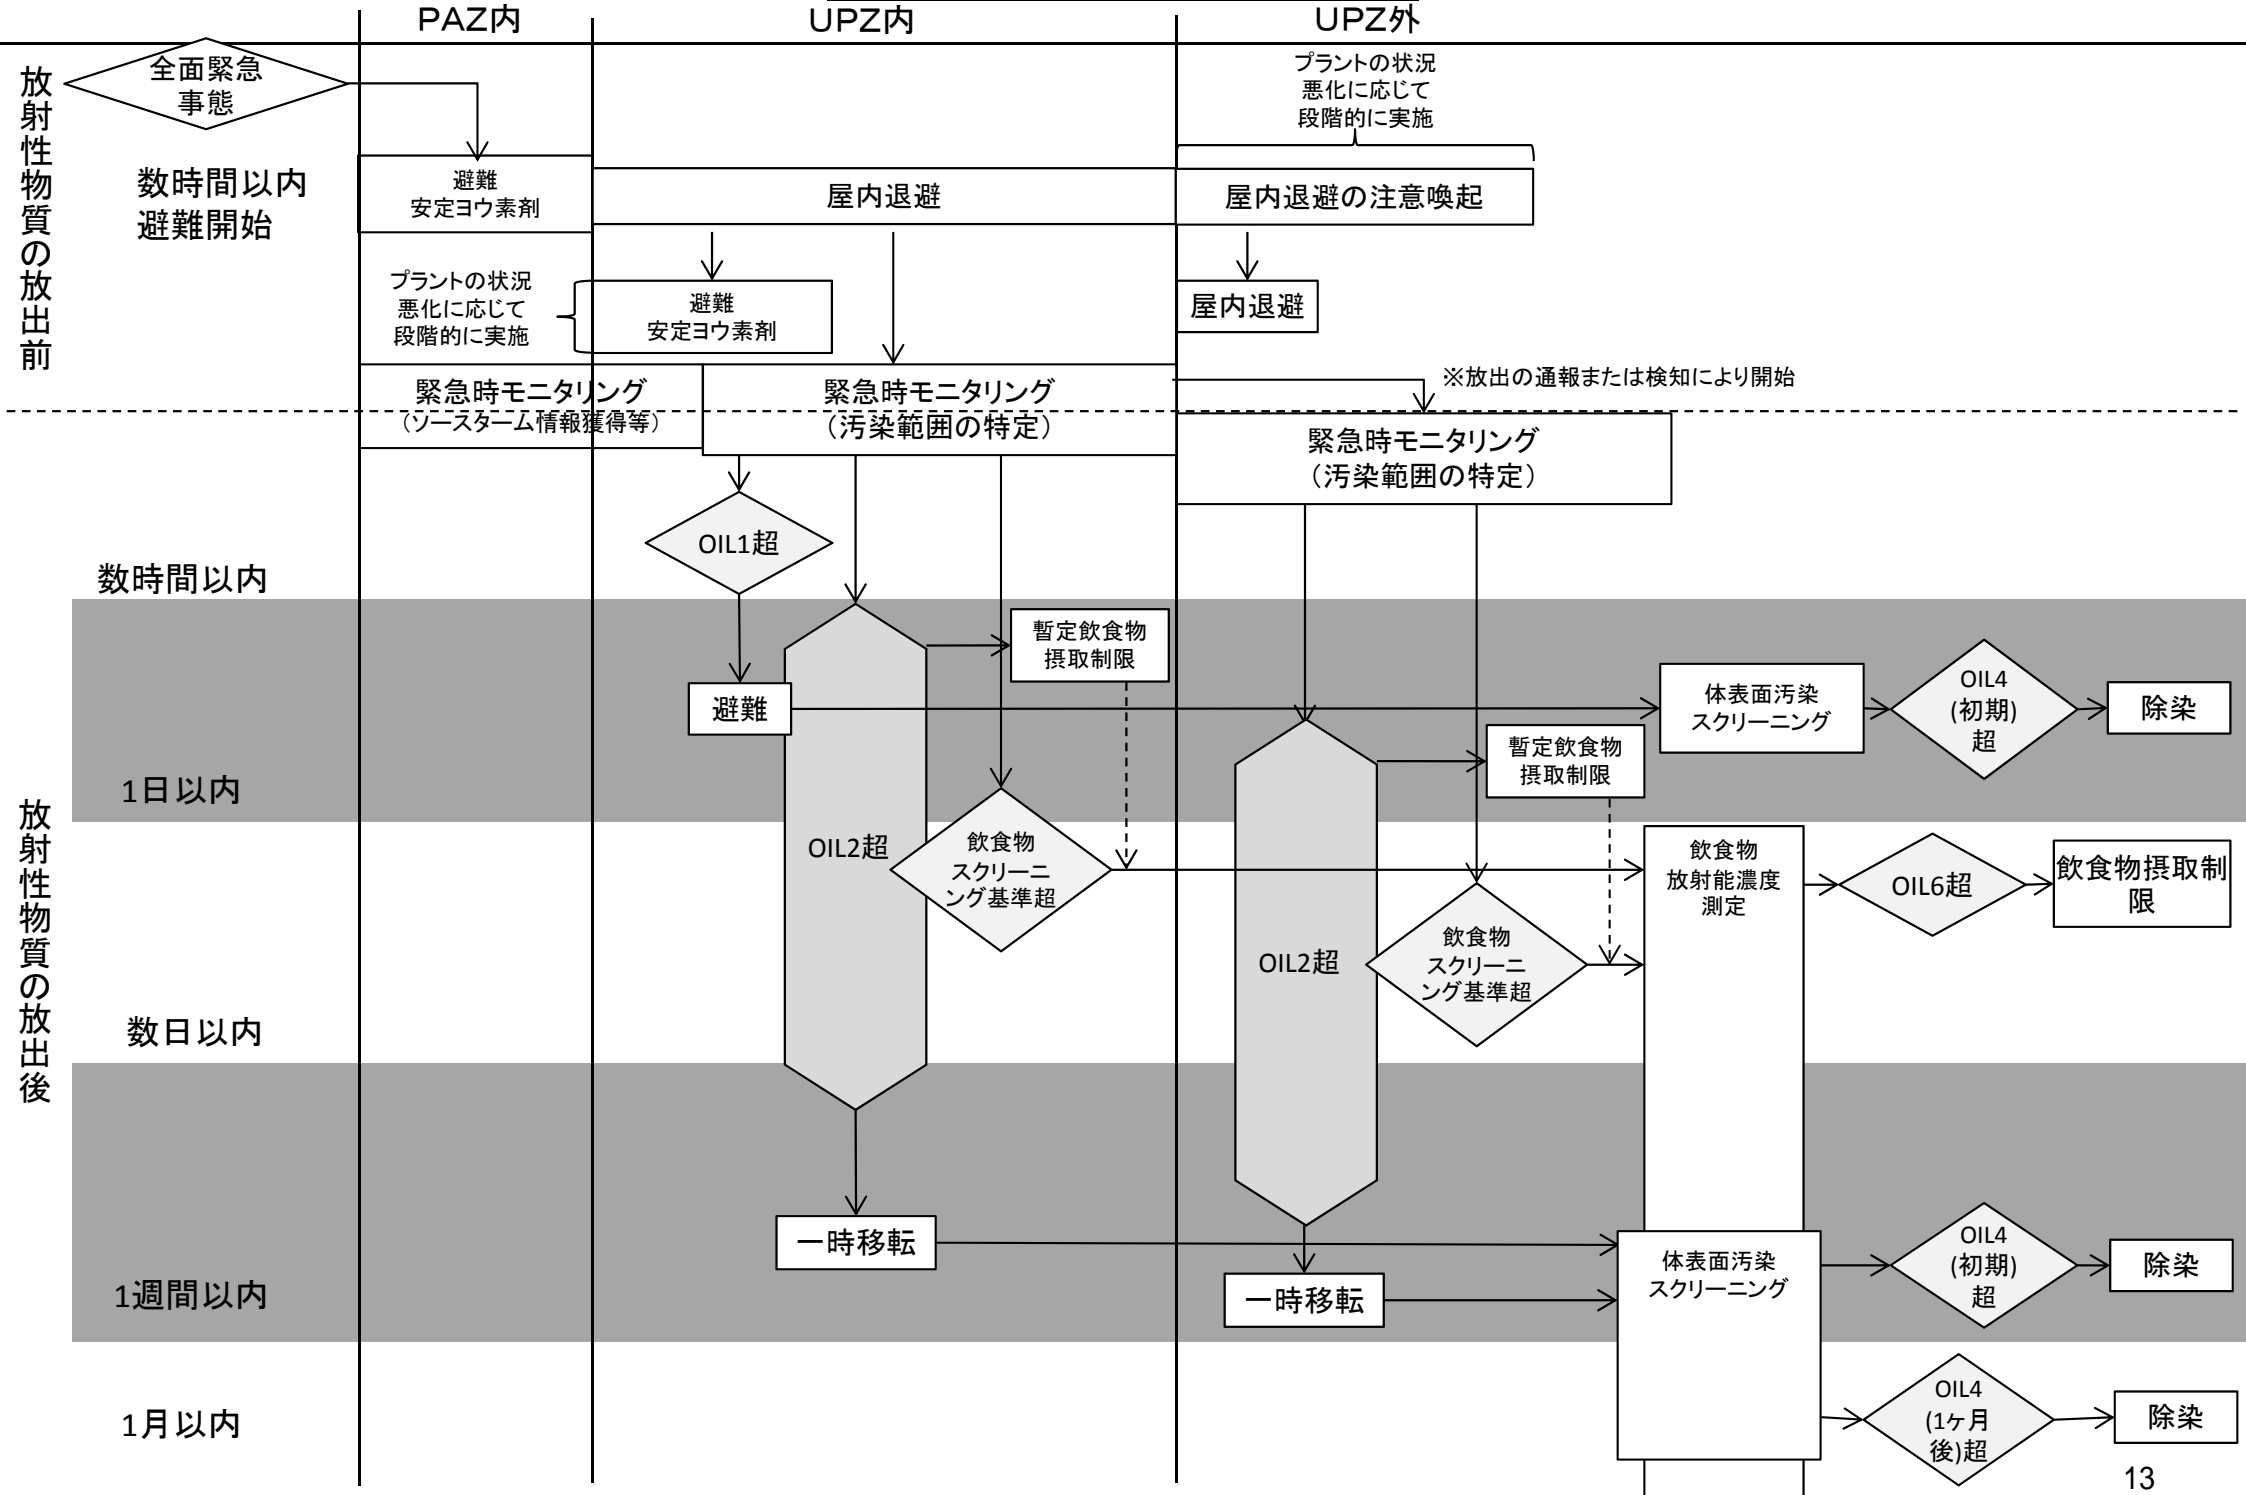 PAZ内
UPZ内
UPZ外
放射性物質の放出前
全面緊急
事態
プラントの状況
悪化に応じて
段階的に実施
数時間以内
避難開始
避難
安定ヨウ素剤
屋内退避
屋内退避の注意喚起
プラントの状況
悪化に応じて
段階的に実施
避難
安定ヨウ素剤
屋内退避
緊急時モニタリング
（ソースターム情報獲得等）
緊急時モニタリング
（汚染範囲の特定）
※放出の通報または検知により開始
緊急時モニタリング
（汚染範囲の特定）
放射性物質の放出後
OIL1超
数時間以内
暫定飲食物
摂取制限
避難
体表面汚染
スクリーニング
OIL4
(初期)
超
除染
暫定飲食物
摂取制限
1日以内
OIL2超
飲食物
スクリーニ
ング基準超
飲食物
放射能濃度
測定
OIL6超
飲食物摂取制
限
OIL2超
飲食物
スクリーニ
ング基準超
数日以内
一時移転
体表面汚染
スクリーニング
OIL4
(初期)
超
除染
1週間以内
一時移転
1月以内
OIL4
(1ヶ月
後)超
除染
13